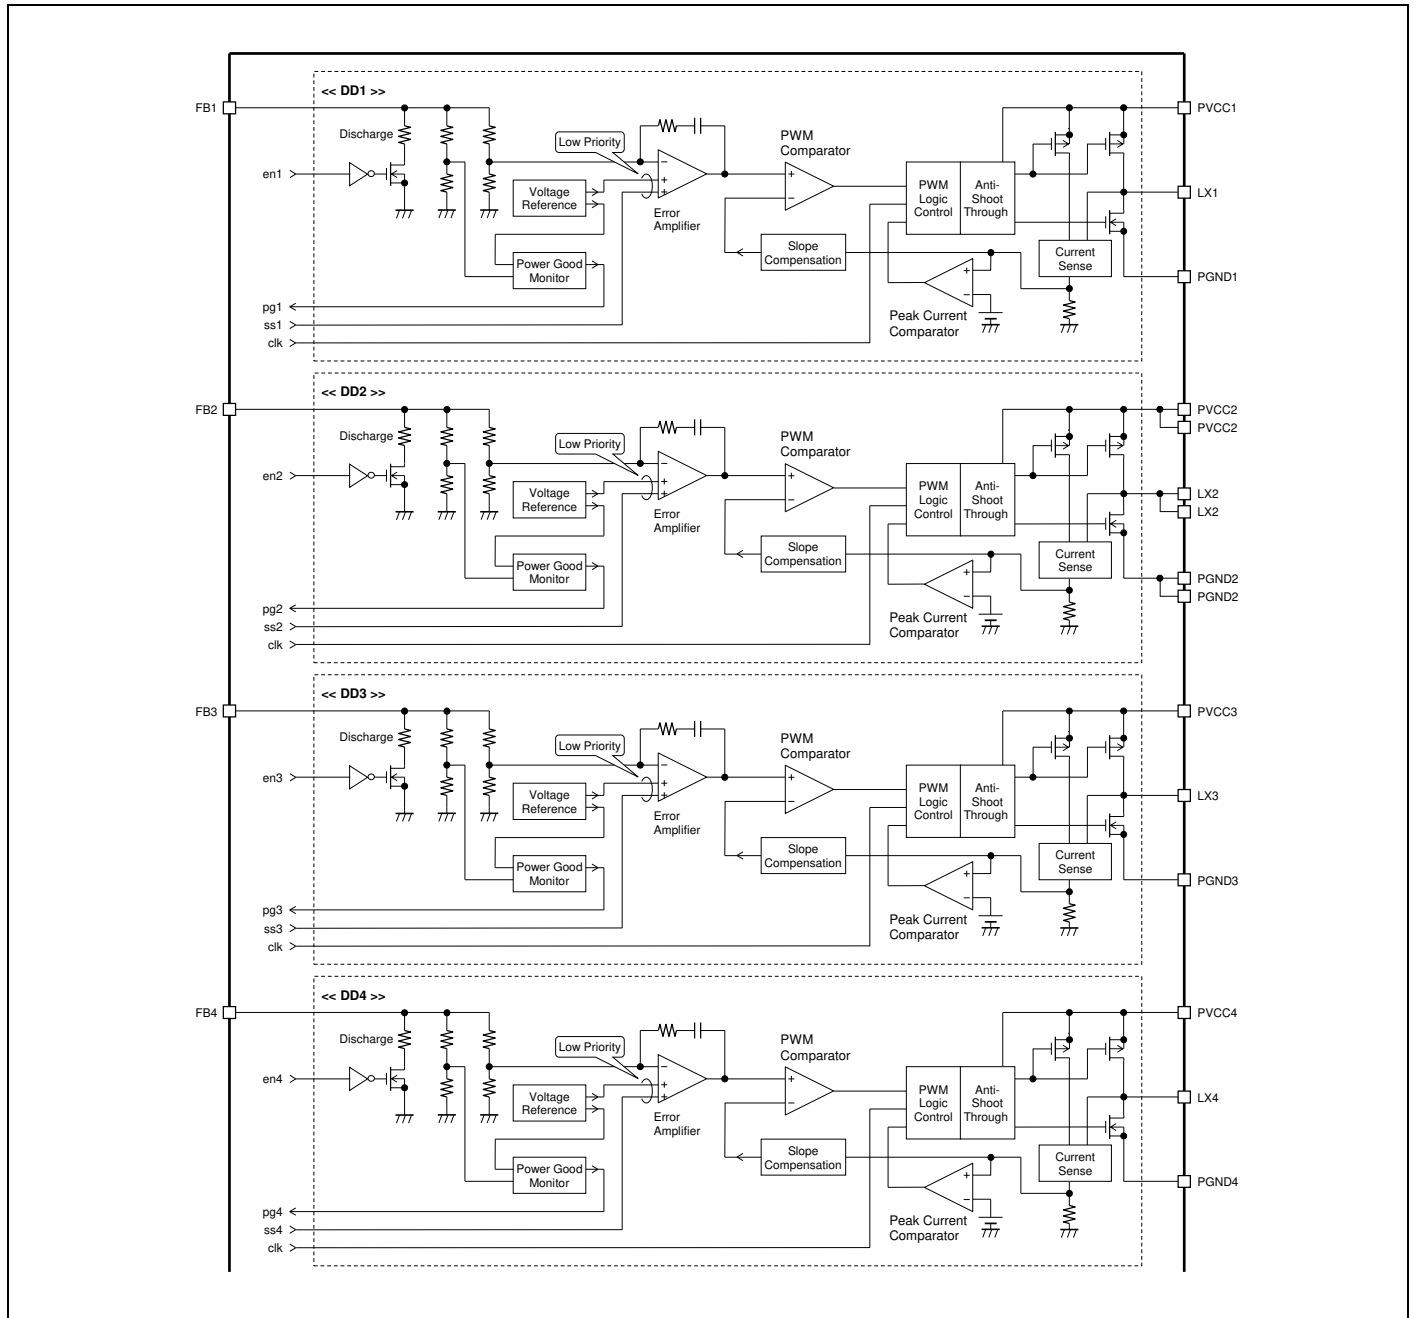 << DD1 >>
FB1
PVCC1
Discharge
Low Priority
PWM
Comparator
en1
−
+
+
+
−
Voltage
Reference
Error
Amplifier
PWM
Logic
Control
Anti-
Shoot
Through
LX1
Slope
Compensation
Current
Sense
Power Good
Monitor
+
−
PGND1
Peak Current
Comparator
pg1
ss1
clk
<< DD2 >>
FB2
PVCC2
PVCC2
Discharge
Low Priority
PWM
Comparator
en2
−
+
+
+
−
Voltage
Reference
Error
Amplifier
PWM
Logic
Control
Anti-
Shoot
Through
LX2
LX2
Slope
Compensation
Current
Sense
Power Good
Monitor
+
−
PGND2
PGND2
Peak Current
Comparator
pg2
ss2
clk
<< DD3 >>
FB3
PVCC3
Discharge
Low Priority
PWM
Comparator
en3
−
+
+
+
−
Voltage
Reference
Error
Amplifier
PWM
Logic
Control
Anti-
Shoot
Through
LX3
Slope
Compensation
Current
Sense
Power Good
Monitor
+
−
PGND3
Peak Current
Comparator
pg3
ss3
clk
<< DD4 >>
FB4
PVCC4
Discharge
Low Priority
PWM
Comparator
en4
−
+
+
+
−
Voltage
Reference
Error
Amplifier
PWM
Logic
Control
Anti-
Shoot
Through
LX4
Slope
Compensation
Current
Sense
Power Good
Monitor
+
−
PGND4
Peak Current
Comparator
pg4
ss4
clk